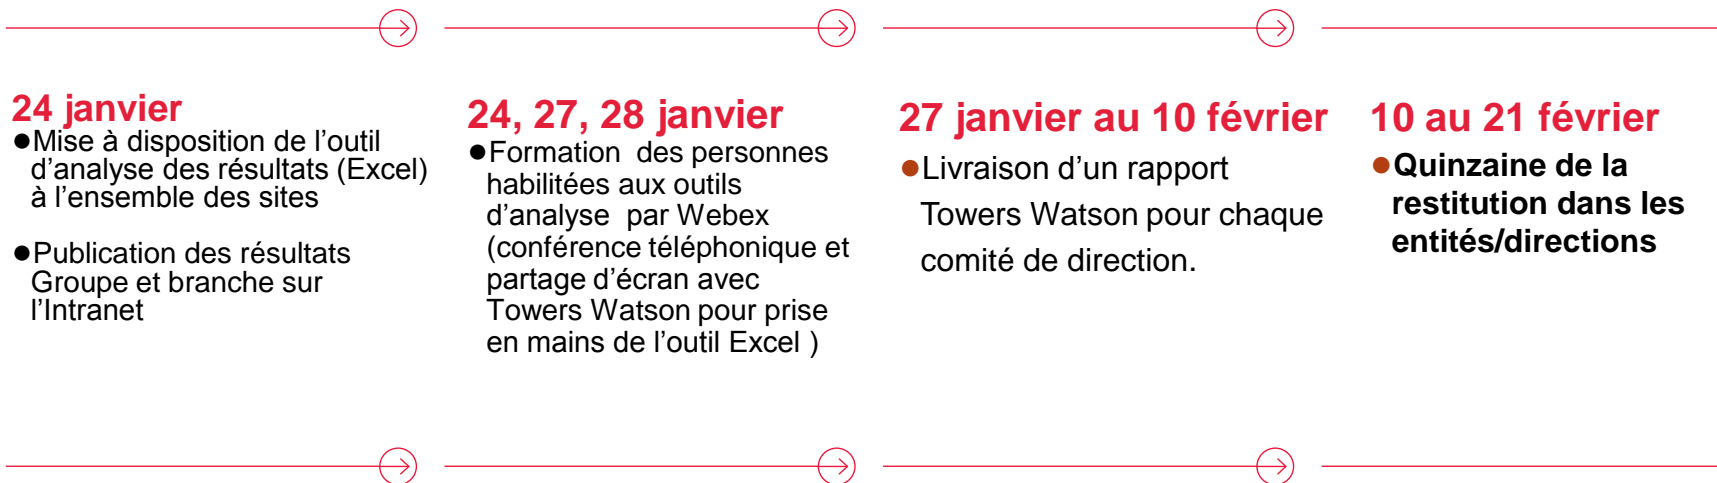 24 janvier
●Mise à disposition de l’outil
d’analyse des résultats (Excel)
à l’ensemble des sites
●Publication des résultats
Groupe et branche sur
l’Intranet
24, 27, 28 janvier
●Formation des personnes
habilitées aux outils
d’analyse par Webex
(conférence téléphonique et
partage d’écran avec
Towers Watson pour prise
en mains de l’outil Excel )
27 janvier au 10 février
●Livraison d’un rapport
Towers Watson pour chaque
comité de direction.
10 au 21 février
●Quinzaine de la
restitution dans les
entités/directions